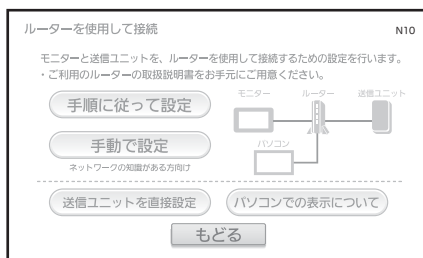 ルーターを使用して接続
N10
モニターと送信ユニットを、ルーターを使用して接続するための設定を行います。
・ご利用のルーターの取扱説明書をお手元にご用意ください。
手順に従って設定
モニター
ルーター
送信ユニット
手動で設定
パソコン
ネットワークの知識がある方向け
送信ユニットを直接設定
パソコンでの表示について
もどる